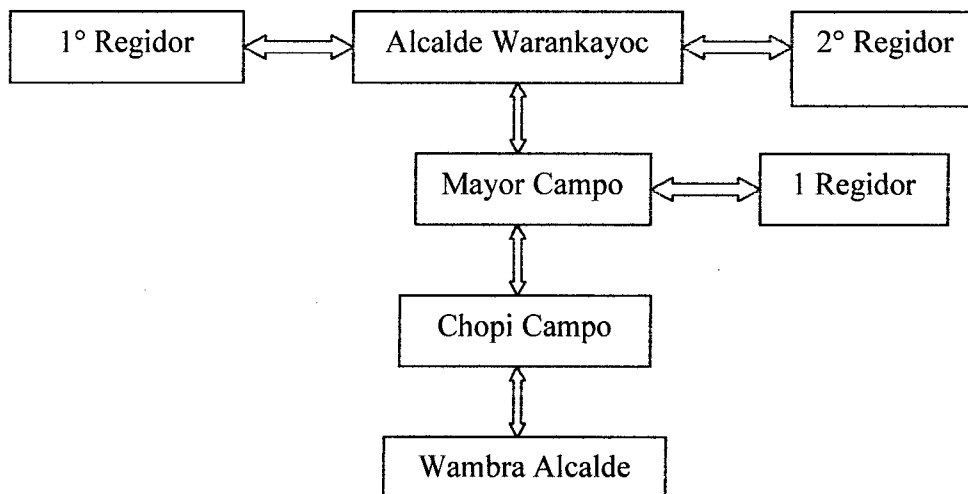 1° Regidor
Alcalde Warankayoc
2° Regidor
Mayor Campo
1 Regidor
Chopi Campo
Wambra Alcalde